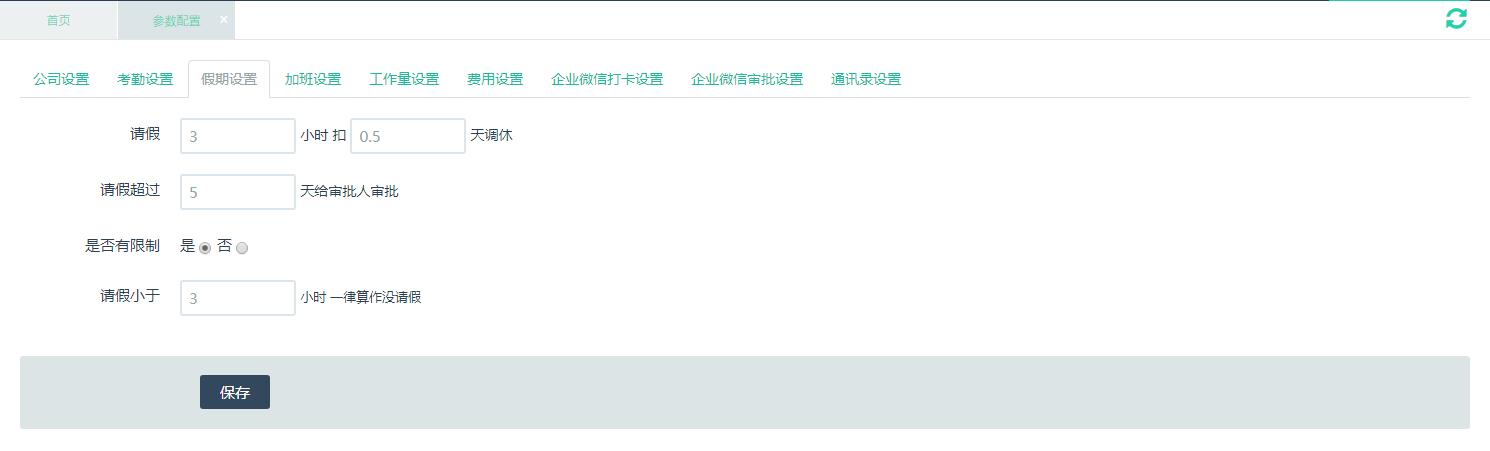 首页 参数配置 ×
公司设置 考勤设置 假期设置 加班设置 工作量设置 费用设置 企业微信打卡设置 企业微信审批设置 通讯录设置
请假 3 小时 扣 0.5 天调休
请假超过 5 天给审批人审批
是否有限制 是 否
请假小于 3 小时 一律算作没请假
保存